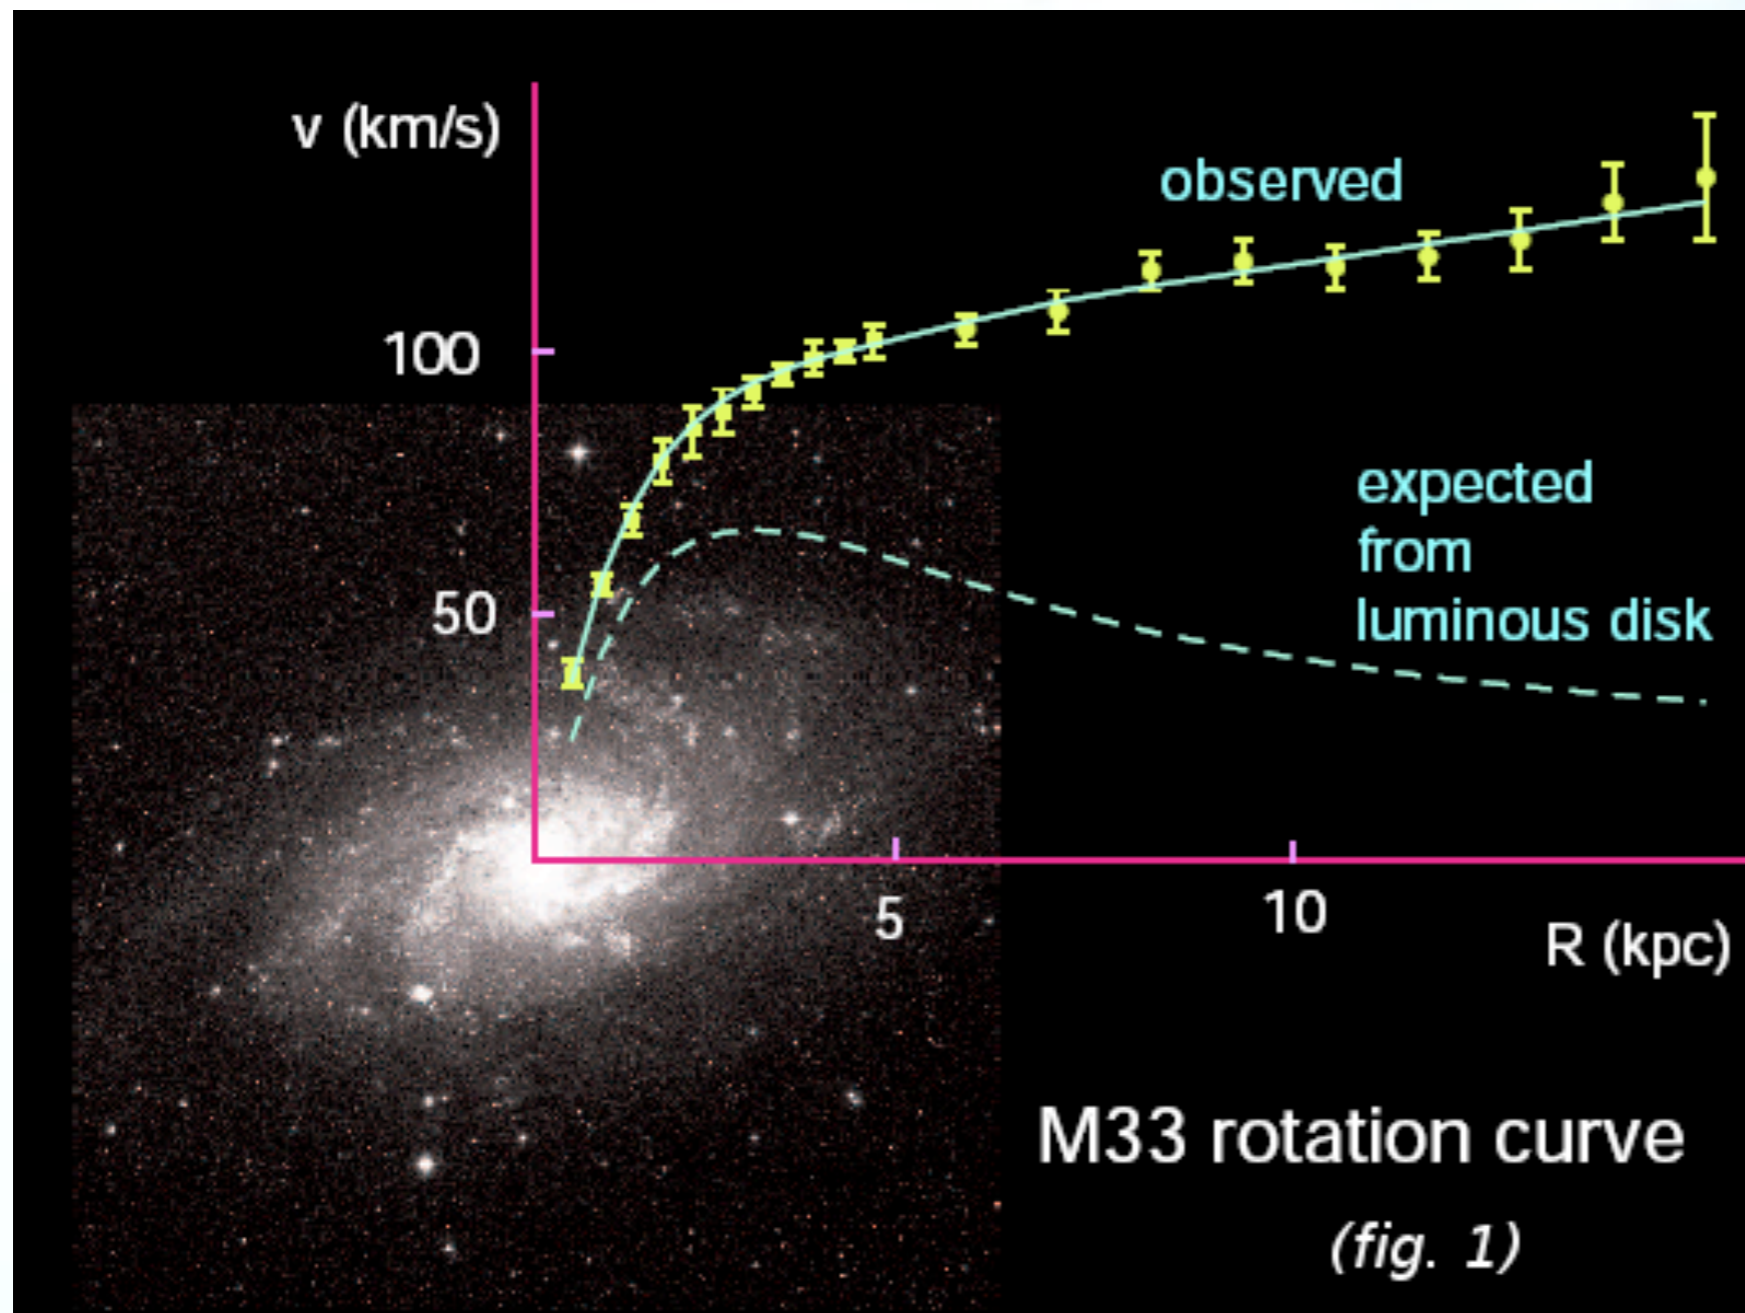 v (km/s)
observed
100
expected
from
luminous disk
50
5
10
R (kpc)
M33 rotation curve
(fig. 1)